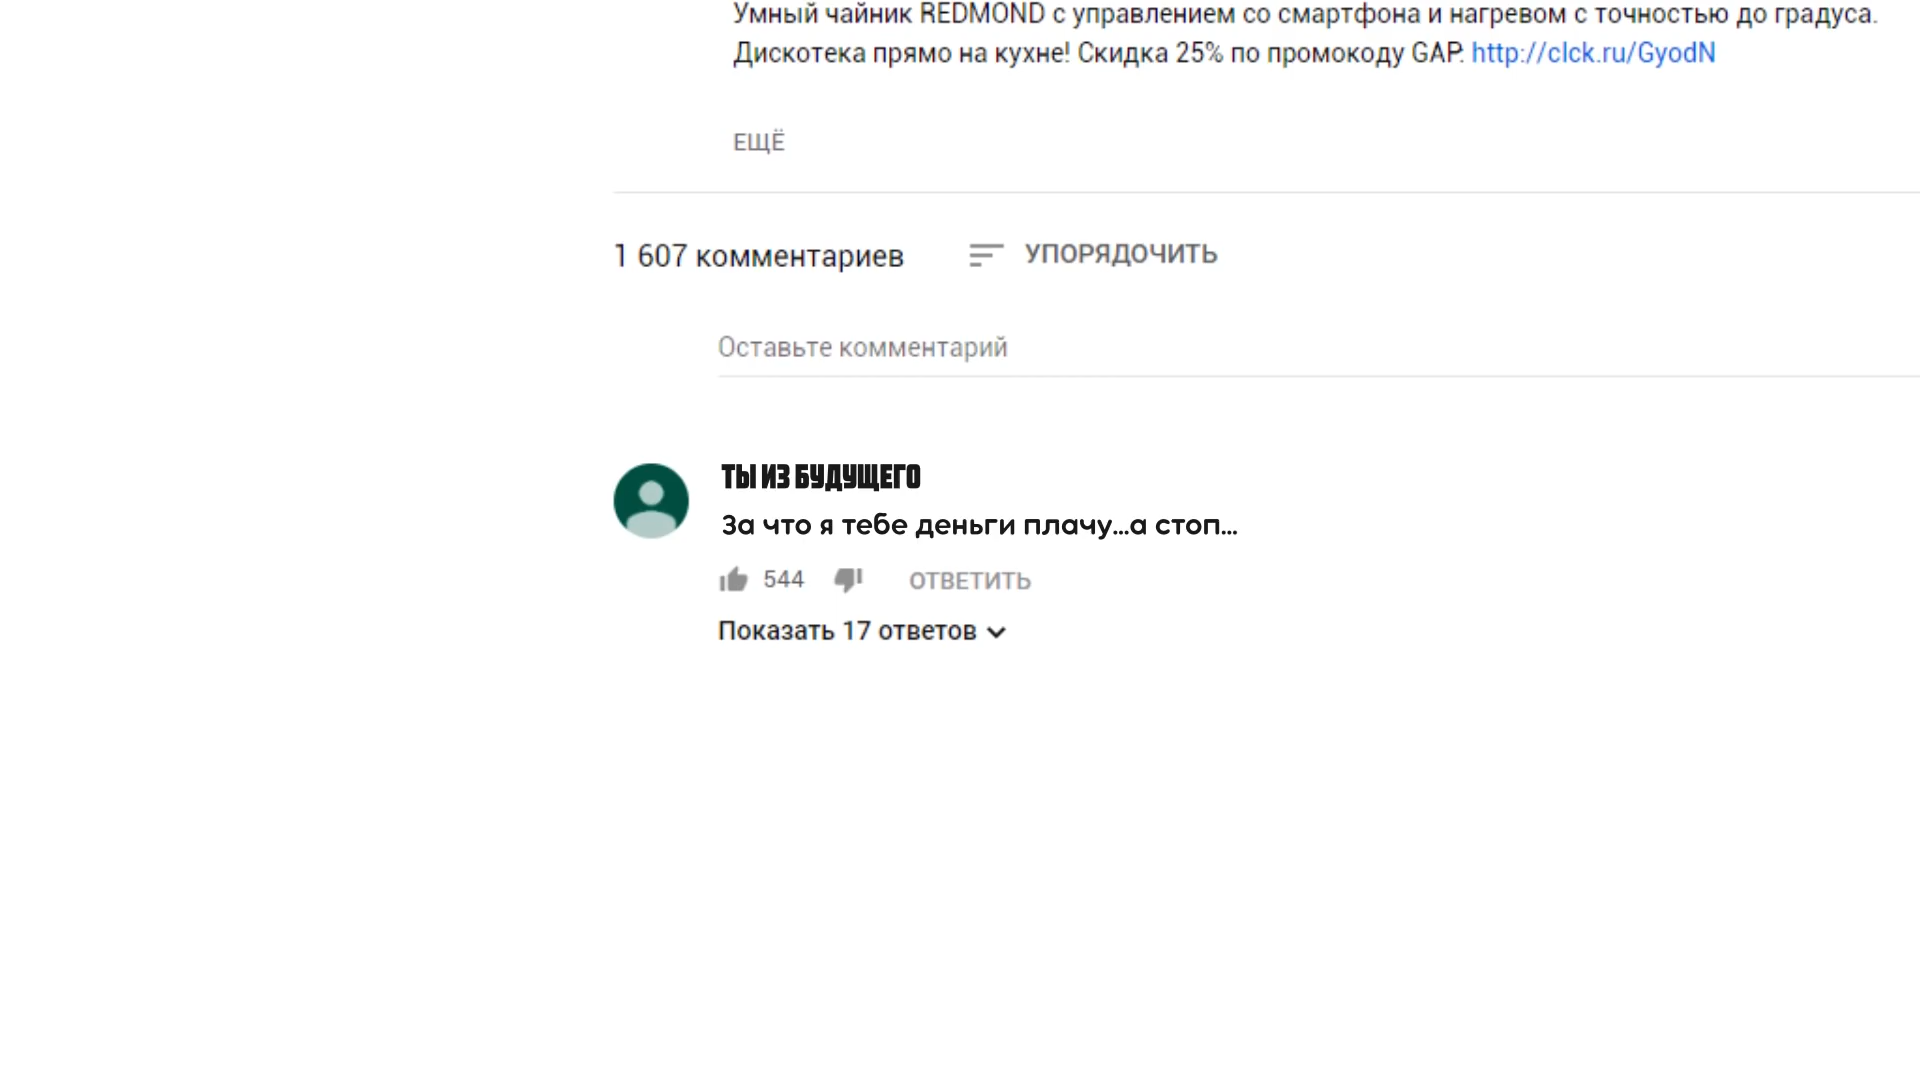 Умный чайник REDMOND с управлением со смартфона и нагревом с точностью до градуса.
Дискотека прямо на кухне! Скидка 25% по промокоду GAP: http://clck.ru/GyodN
ЕЩЁ
1 607 комментариев УПОРЯДОЧИТЬ
Оставьте комментарий
ТЫ ИЗ БУДУЩЕГО
За что я тебе деньги плачу...а стоп...
544 ОТВЕТИТЬ
Показать 17 ответов